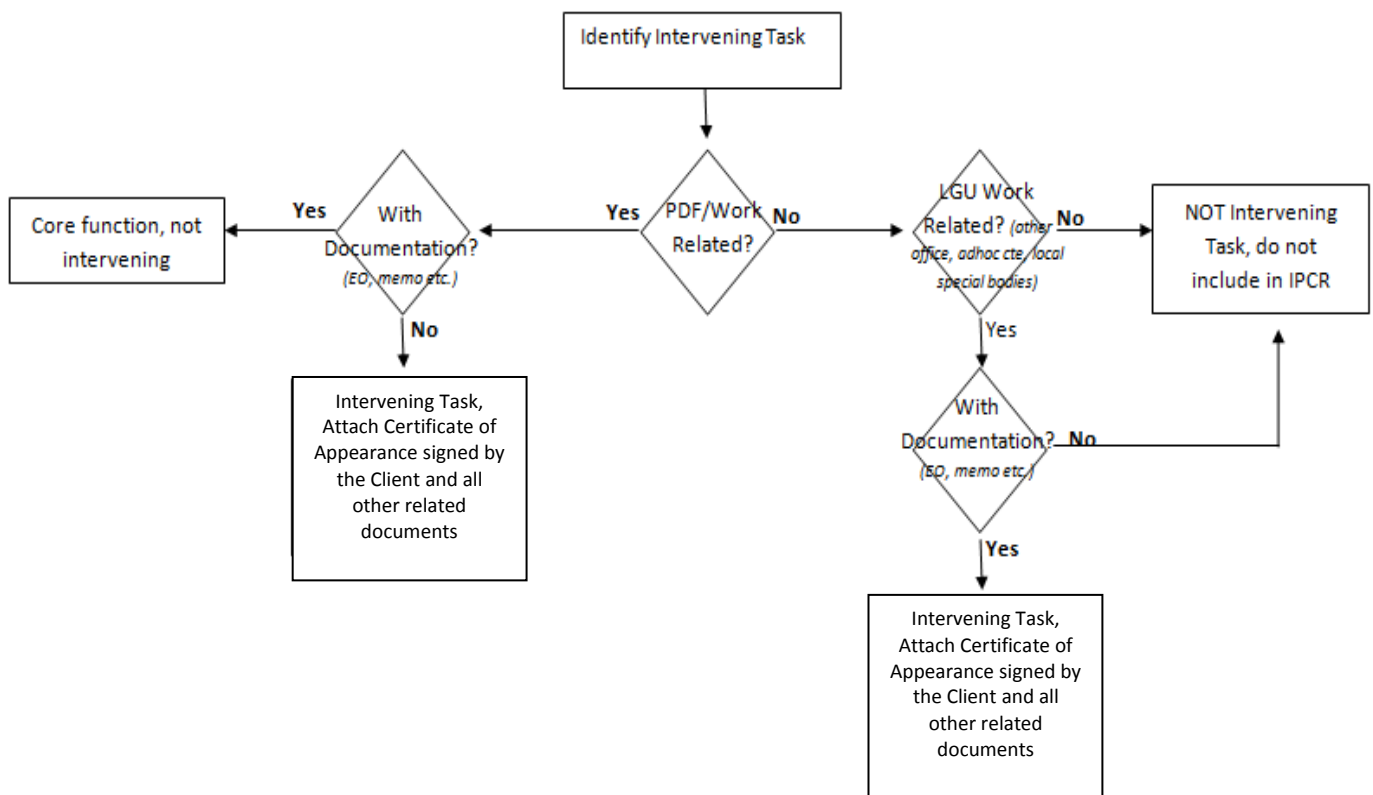 Identify Intervening Task
Core function, not
intervening
Yes
With
Documentation?
(EO, memo etc.)
Yes
PDF/Work
Related?
No
LGU Work
Related? (other
office, adhoc cte, local
special bodies)
No
NOT Intervening
Task, do not
include in IPCR
No
Yes
Intervening Task,
Attach Certificate of
Appearance signed by
the Client and all
other related
documents
With
Documentation?
(EO, memo etc.)
No
Yes
Intervening Task,
Attach Certificate of
Appearance signed by
the Client and all
other related
documents